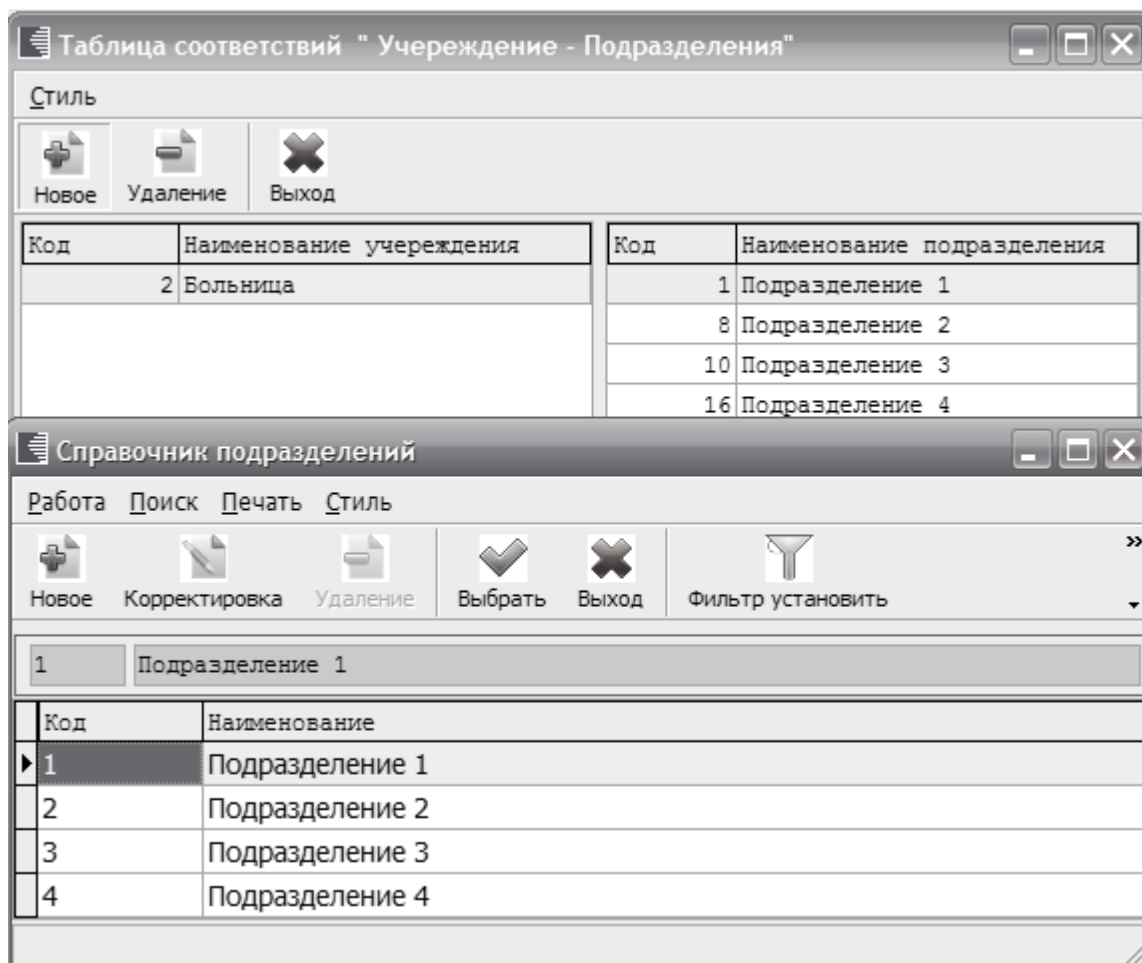 Таблица соответствий " Учереждение - Подразделения"
Стиль
Новое Удаление Выход
Код Наименование учереждения Код Наименование подразделения
2 Больница 1 Подразделение 1
8 Подразделение 2
10 Подразделение 3
16 Подразделение 4
Справочник подразделений
Работа Поиск Печать Стиль
Новое Корректировка Удаление Выбрать Выход Фильтр установить
1 Подразделение 1
Код Наименование
1 Подразделение 1
2 Подразделение 2
3 Подразделение 3
4 Подразделение 4